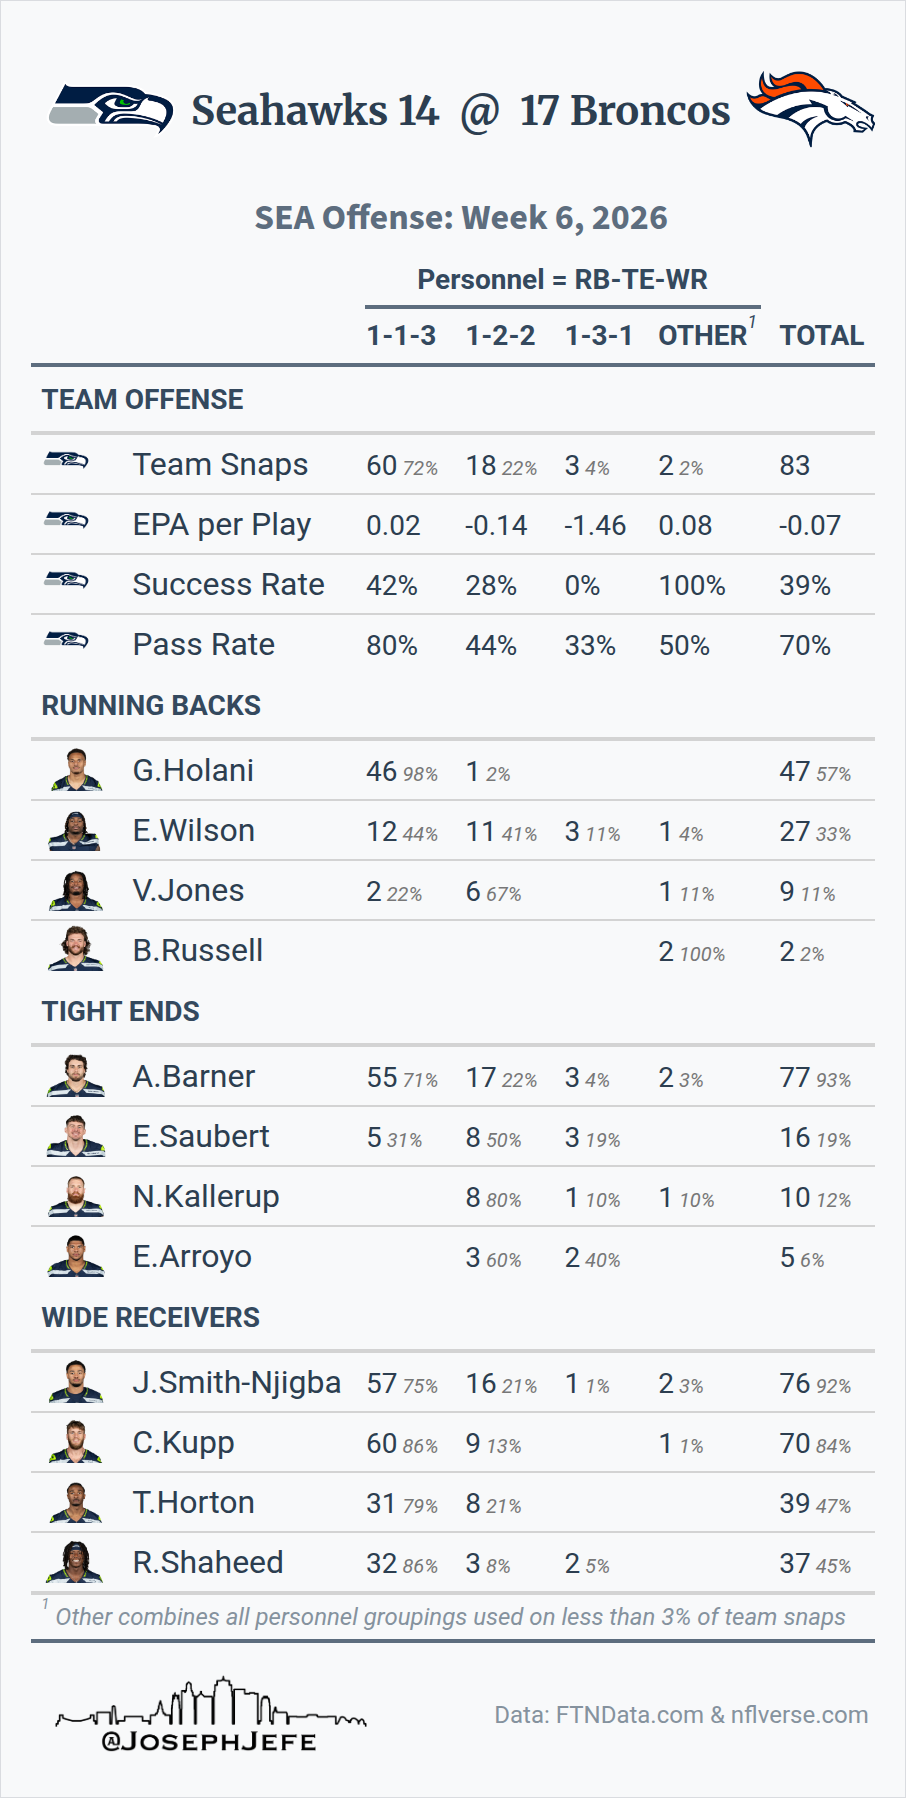 Seahawks 14 @ 17 Broncos
SEA Offense: Week 6, 2026
Personnel = RB-TE-WR
1-1-3 1-2-2 1-3-1 OTHER1 TOTAL
TEAM OFFENSE
Team Snaps 60 72% 18 22% 3 4% 2 2% 83
EPA per Play 0.02 -0.14 -1.46 0.08 -0.07
Success Rate 42% 28% 0% 100% 39%
Pass Rate 80% 44% 33% 50% 70%
RUNNING BACKS
G.Holani 46 98% 1 2% 47 57%
E.Wilson 12 44% 11 41% 3 11% 1 4% 27 33%
V.Jones 2 22% 6 67% 1 11% 9 11%
B.Russell 2 100% 2 2%
TIGHT ENDS
A.Barner 55 71% 17 22% 3 4% 2 3% 77 93%
E.Saubert 5 31% 8 50% 3 19% 16 19%
N.Kallerup 8 80% 1 10% 1 10% 10 12%
E.Arroyo 3 60% 2 40% 5 6%
WIDE RECEIVERS
J.Smith-Njigba 57 75% 16 21% 1 1% 2 3% 76 92%
C.Kupp 60 86% 9 13% 1 1% 70 84%
T.Horton 31 79% 8 21% 39 47%
R.Shaheed 32 86% 3 8% 2 5% 37 45%
1 Other combines all personnel groupings used on less than 3% of team snaps
@JosephJefe
Data: FTNData.com & nflverse.com